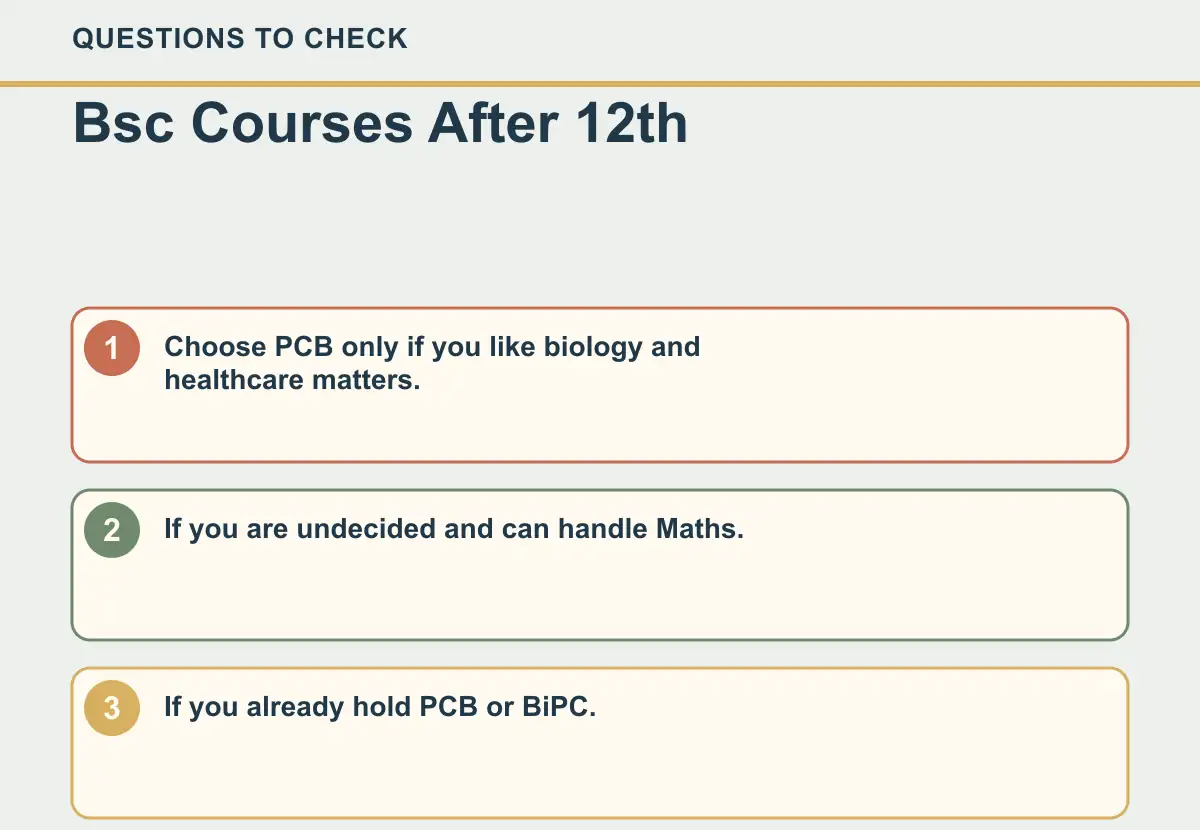 QUESTIONS TO CHECK
Bsc Courses After 12th
1
Choose PCB only if you like biology and
healthcare matters.
2
If you are undecided and can handle Maths.
3
If you already hold PCB or BiPC.